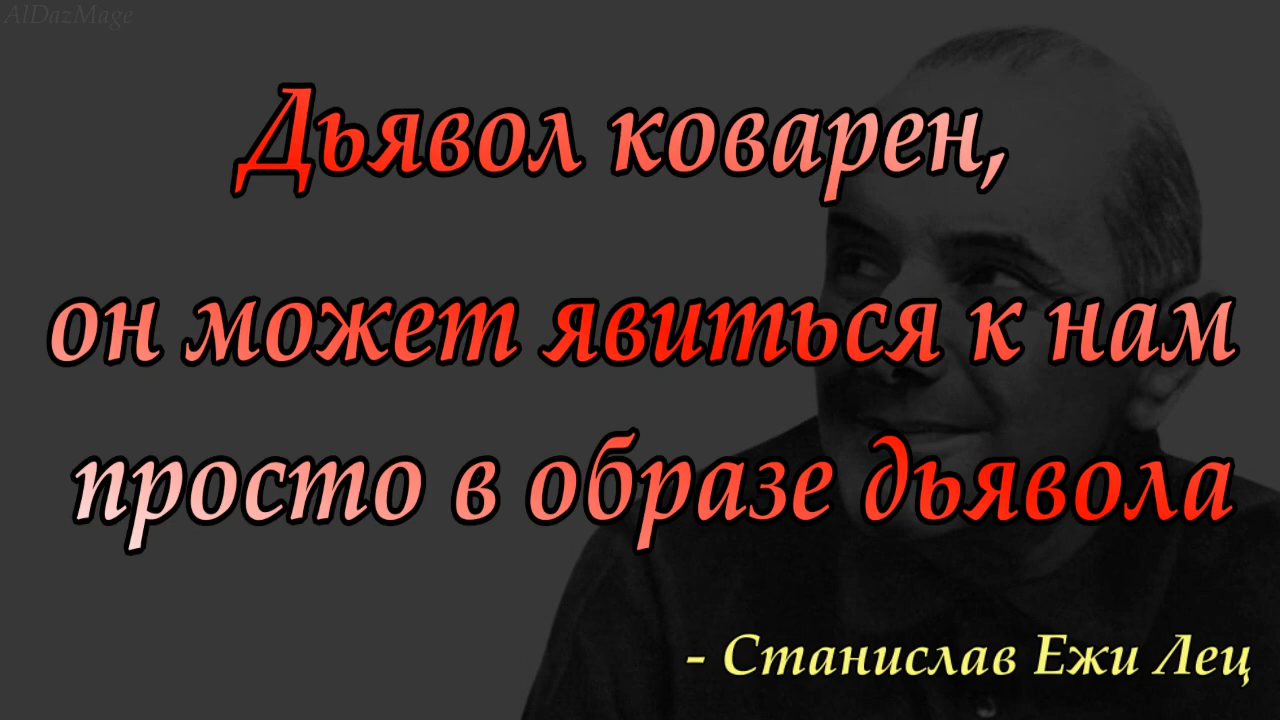 AlDazMage
Дьявол коварен,
он может явиться к нам
просто в образе дьявола
- Станислав Ежи Лец